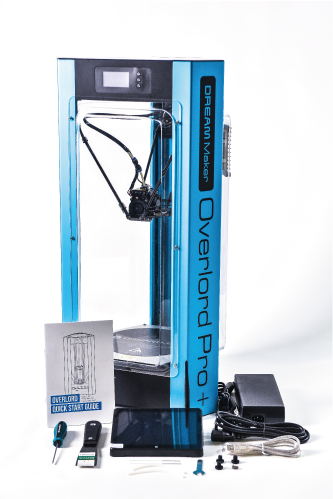 DREAM Maker
Overlord Pro +
OVERLORD
QUICK START GUIDE